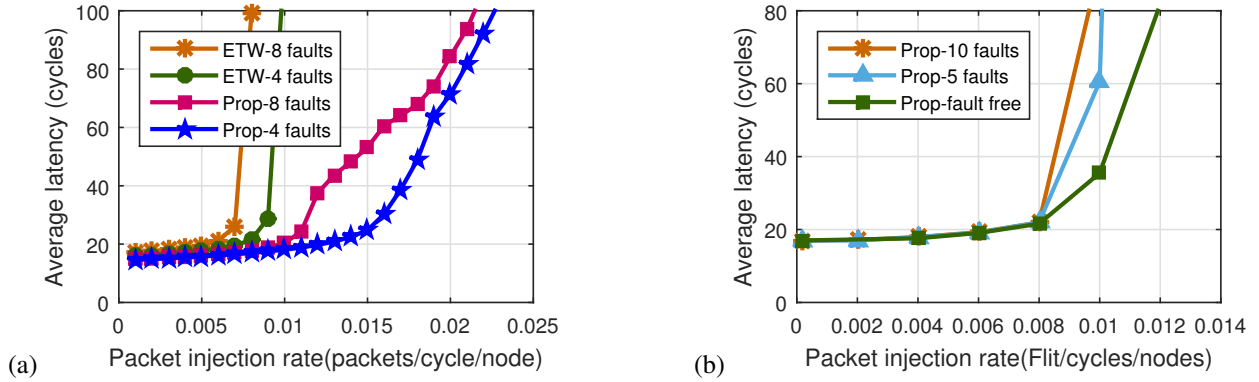 100
80
60
40
20
0
Average latency (cycles)
ETW-8 faults
ETW-4 faults
Prop-8 faults
Prop-4 faults
0
0.005
0.01
0.015
0.02
0.025
(a)
Packet injection rate(packets/cycle/node)
80
60
40
20
0
Average latency (cycles)
Prop-10 faults
Prop-5 faults
Prop-fault free
0
0.002
0.004
0.006
0.008
0.01
0.012
0.014
(b)
Packet injection rate(Flit/cycles/nodes)